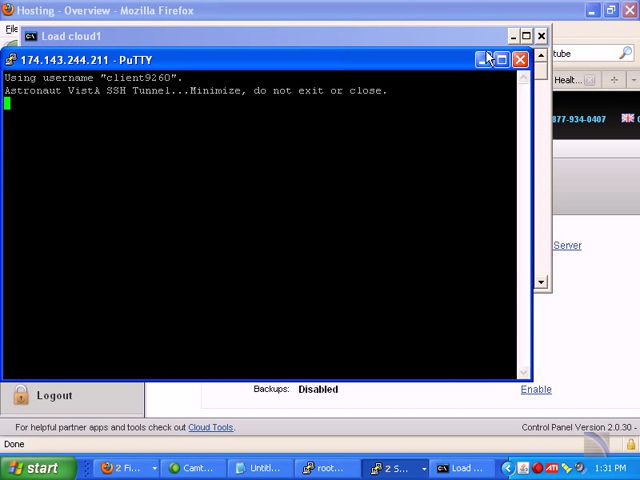 Hosting - Overview - Mozilla Firefox
File
Load cloud1
tube
174.143.244.211 - PuTTY
Healt...
Using username "client9260".
Astronaut VistA SSH Tunnel...Minimize, do not exit or close.
877-934-0407
Server
Backups: Disabled Enable
Logout
For helpful partner apps and tools check out Cloud Tools. Control Panel Version 2.0.30 -
Done
start 2 Fi... Camt... Untitl... root... 2 S... Load ... ATI 1:31 PM